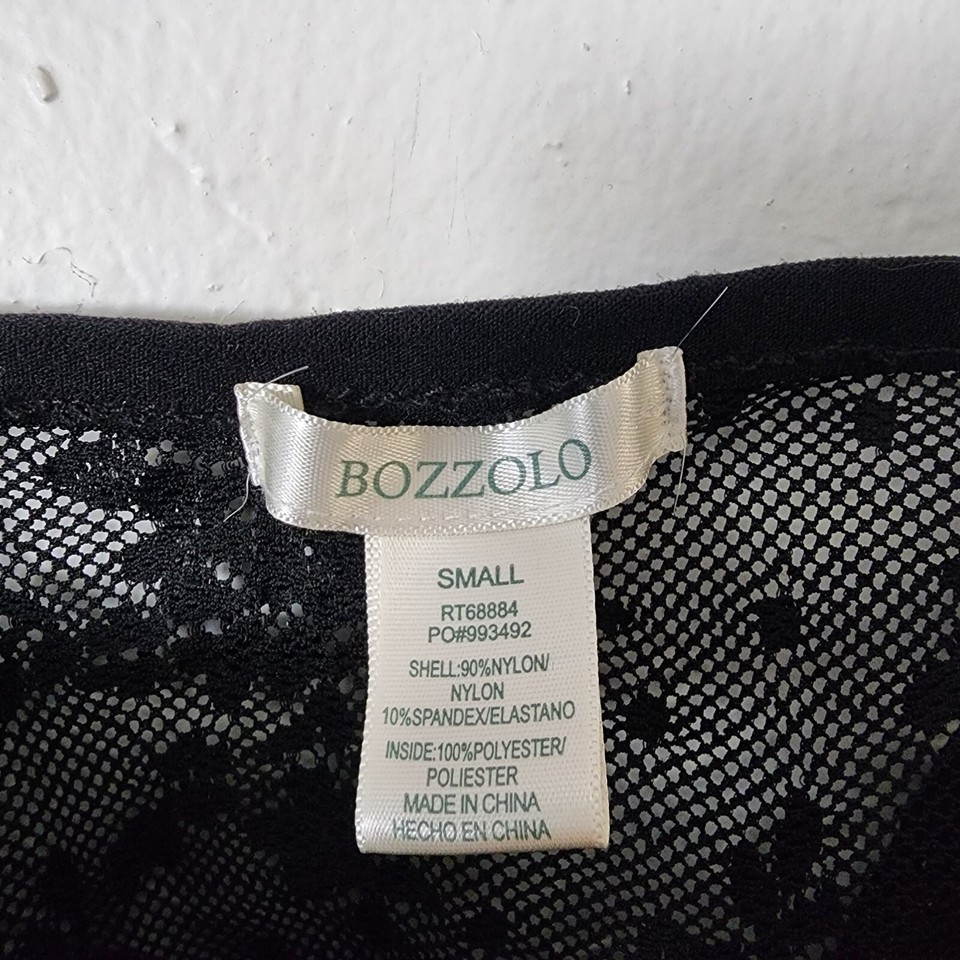 BOZZOLO
SMALL
RT68884
PO#993492
SHELL:90%NYLON/
NYLON
10%SPANDEX/ELASTANO
INSIDE:100%POLYESTER/
POLIESTER
MADE IN CHINA
HECHO EN CHINA